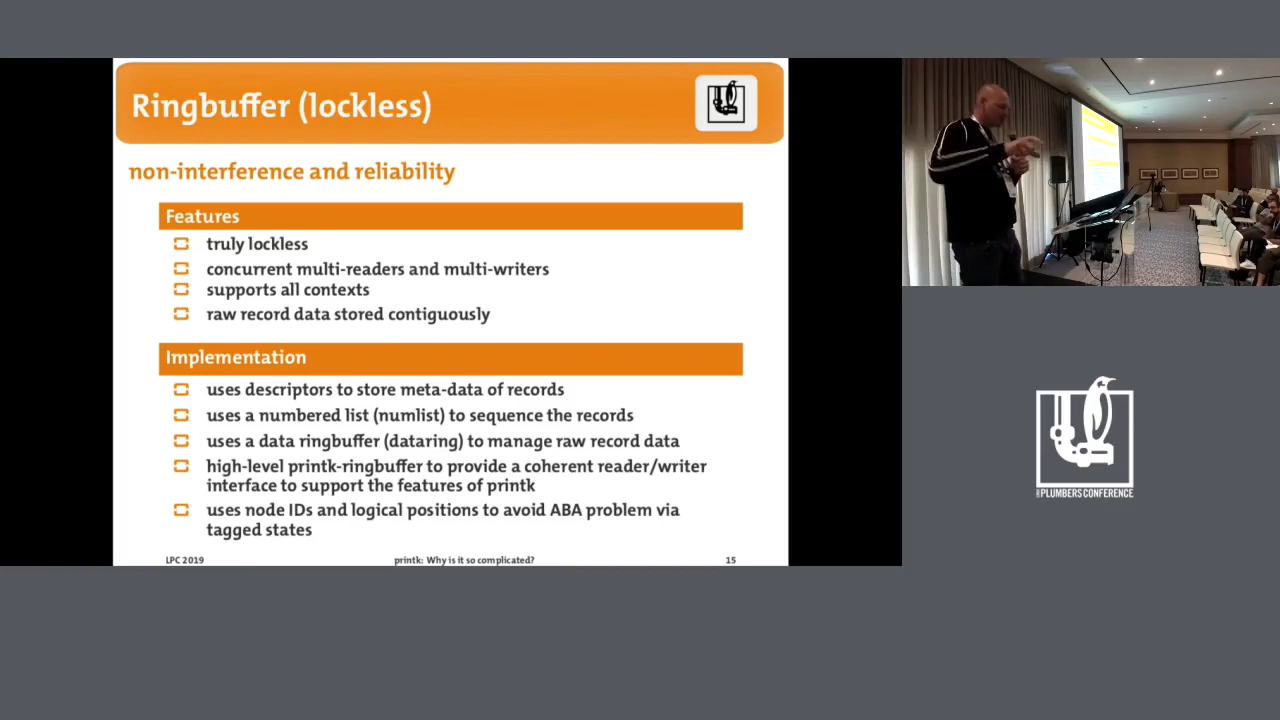 Ringbuffer (lockless)
non-interference and reliability
Features
truly lockless
concurrent multi-readers and multi-writers
supports all contexts
raw record data stored contiguously
Implementation
uses descriptors to store meta-data of records
uses a numbered list (numlist) to sequence the records
uses a data ringbuffer (dataring) to manage raw record data
high-level printk-ringbuffer to provide a coherent reader/writer
interface to support the features of printk
uses node IDs and logical positions to avoid ABA problem via
tagged states
LPC 2019
printk: Why is it so complicated?
15
PLUMBERS CONFERENCE